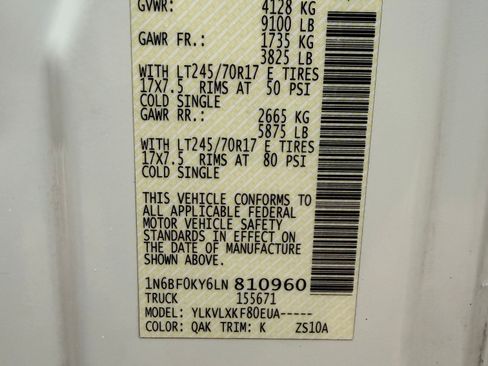 GVWR: 4128 KG
9100 LB
GAWR FR.: 1735 KG
3825 LB
WITH LT245/70R17 E TIRES
17X7.5 RIMS AT 50 PSI
COLD SINGLE
GAWR RR.: 2665 KG
5875 LB
WITH LT245/70R17 E TIRES
17X7.5 RIMS AT 80 PSI
COLD SINGLE
THIS VEHICLE CONFORMS TO
ALL APPLICABLE FEDERAL
MOTOR VEHICLE SAFETY
STANDARDS IN EFFECT ON
THE DATE OF MANUFACTURE
SHOWN ABOVE.
1N6BF0KY6LN 810960
TRUCK 155671
MODEL: YLKVLXKF80EUA-----
COLOR: QAK TRIM: K ZS10A